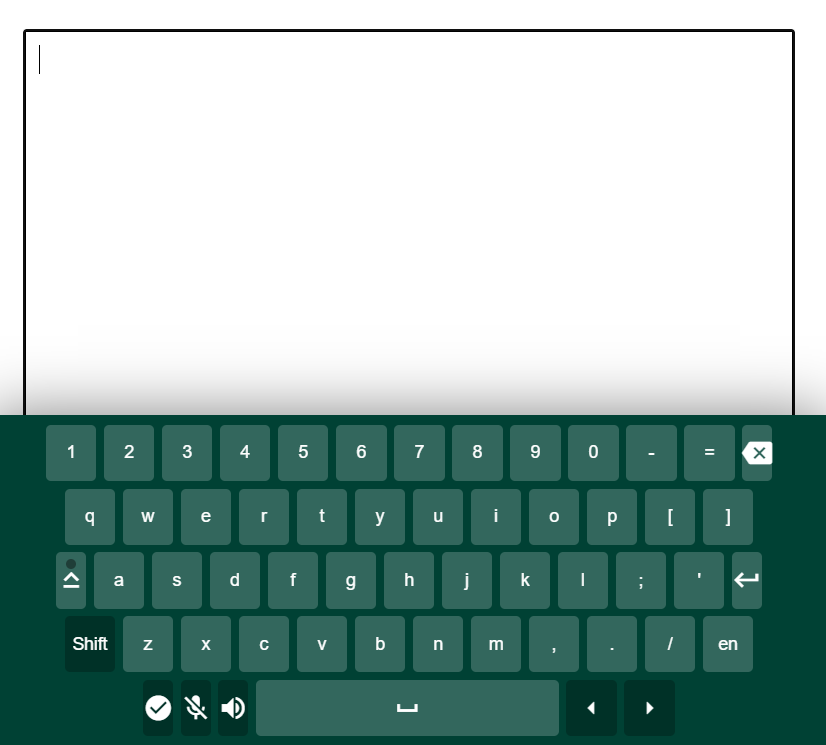 1 2 3 4 5 6 7 8 9 0 - =
q w e r t y u i o p [ ]
a s d f g h j k l ; '
Shift z x c v b n m , . / en